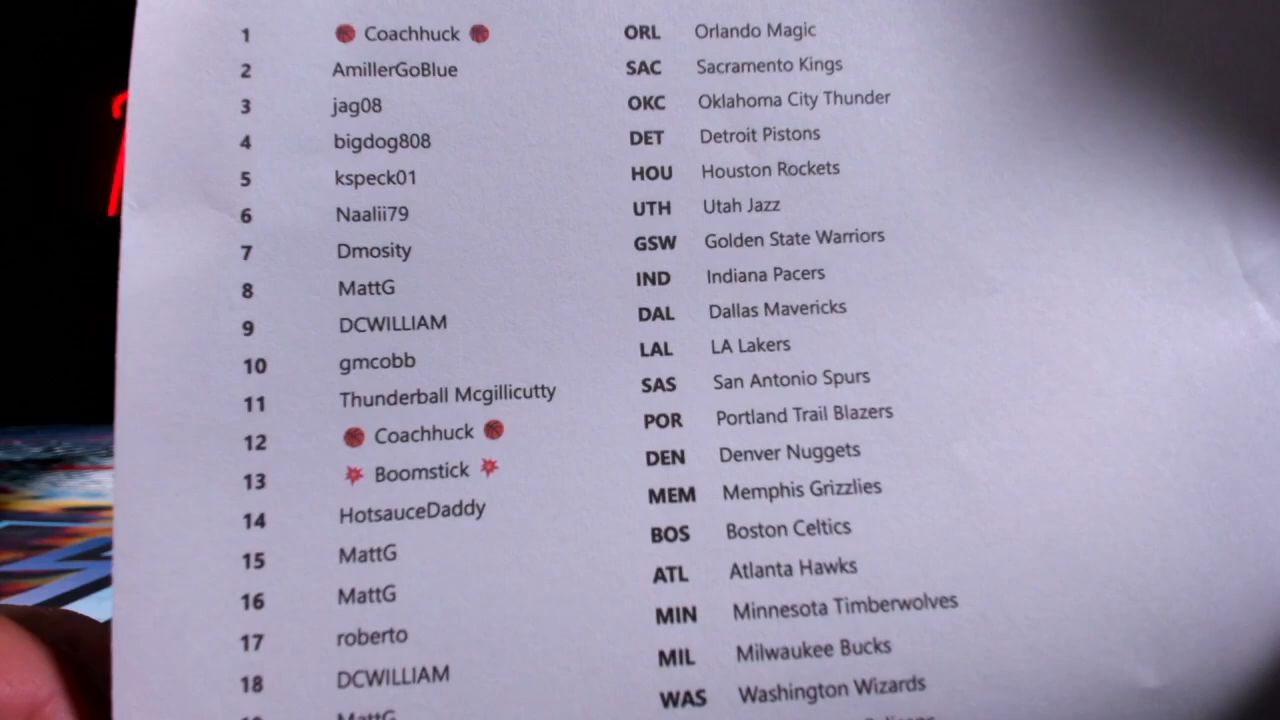 1 Coachhuck ORL Orlando Magic
2 AmillerGoBlue SAC Sacramento Kings
3 jag08 OKC Oklahoma City Thunder
4 bigdog808 DET Detroit Pistons
5 kspeck01 HOU Houston Rockets
6 Naalii79 UTH Utah Jazz
7 Dmosity GSW Golden State Warriors
8 MattG IND Indiana Pacers
9 DCWILLIAM DAL Dallas Mavericks
10 gmcobb LAL LA Lakers
11 Thunderball Mcgillicutty SAS San Antonio Spurs
12 Coachhuck POR Portland Trail Blazers
13 Boomstick DEN Denver Nuggets
14 HotsauceDaddy MEM Memphis Grizzlies
15 MattG BOS Boston Celtics
16 MattG ATL Atlanta Hawks
17 roberto MIN Minnesota Timberwolves
18 DCWILLIAM MIL Milwaukee Bucks
19 MattG WAS Washington Wizards